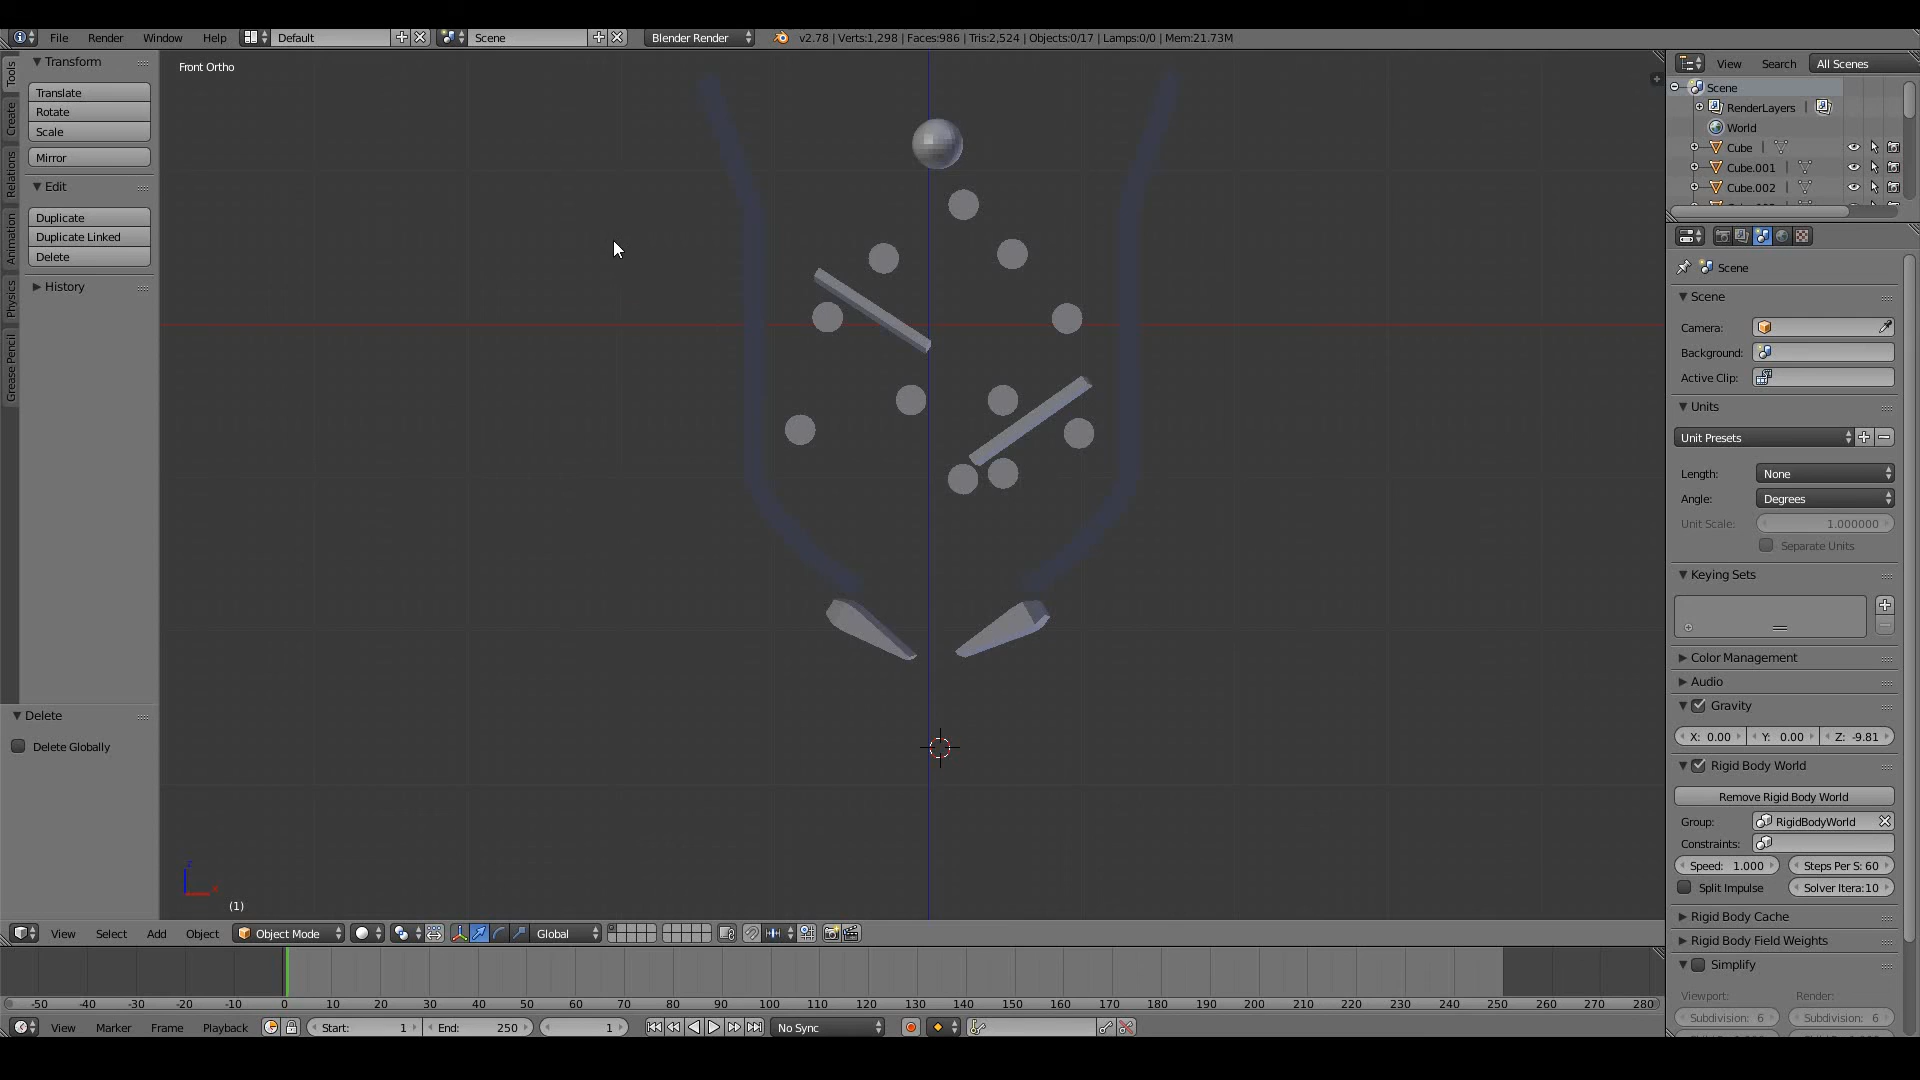 File Render Window Help Default Scene Blender Render v2.78 | Verts:1,298 | Faces:986 | Tris:2,524 | Objects:0/17 | Lamps:0/0 | Mem:21.73M
Transform
Front Ortho
View Search All Scenes
Tools
Create
Relations
Animation
Physics
Grease Pencil
Translate
Rotate
Scale
Mirror
Edit
Duplicate
Duplicate Linked
Delete
History
Scene
RenderLayers
World
Cube
Cube.001
Cube.002
Scene
Scene
Camera:
Background:
Active Clip:
Units
Unit Presets
Length: None
Angle: Degrees
Unit Scale: 1.000000
Separate Units
Keying Sets
Color Management
Audio
Gravity
X: 0.00 Y: 0.00 Z: -9.81
Rigid Body World
Remove Rigid Body World
Group: RigidBodyWorld
Constraints:
Speed: 1.000 Steps Per S: 60
Split Impulse Solver Itera:10
Rigid Body Cache
Rigid Body Field Weights
Simplify
Viewport: Render:
Subdivision: 6 Subdivision: 6
Delete
Delete Globally
z
x
(1)
View Select Add Object Object Mode Global
-50 -40 -30 -20 -10 0 10 20 30 40 50 60 70 80 90 100 110 120 130 140 150 160 170 180 190 200 210 220 230 240 250 260 270 280
View Marker Frame Playback Start: 1 End: 250 1 No Sync